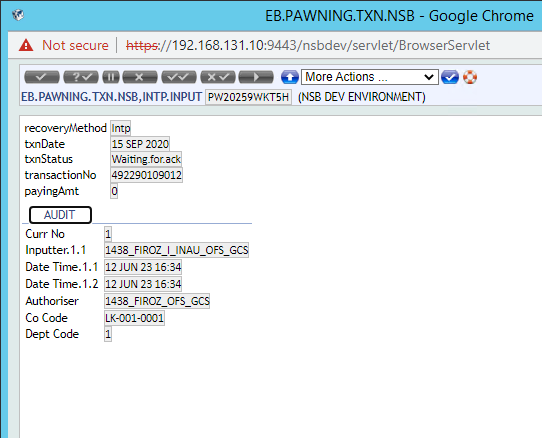 EB.PAWNING.TXN.NSB - Google Chrome
Not secure https://192.168.131.10:9443/nsbdev/servlet/BrowserServlet
More Actions ...
EB.PAWNING.TXN.NSB,INTP.INPUT PW20259WKT5H (NSB DEV ENVIRONMENT)
recoveryMethod Intp
txnDate 15 SEP 2020
txnStatus Waiting.for.ack
transactionNo 492290109012
payingAmt 0
AUDIT
Curr No 1
Inputter.1.1 1438_FIROZ_I_INAU_OFS_GCS
Date Time.1.1 12 JUN 23 16:34
Date Time.1.2 12 JUN 23 16:34
Authoriser 1438_FIROZ_OFS_GCS
Co Code LK-001-0001
Dept Code 1